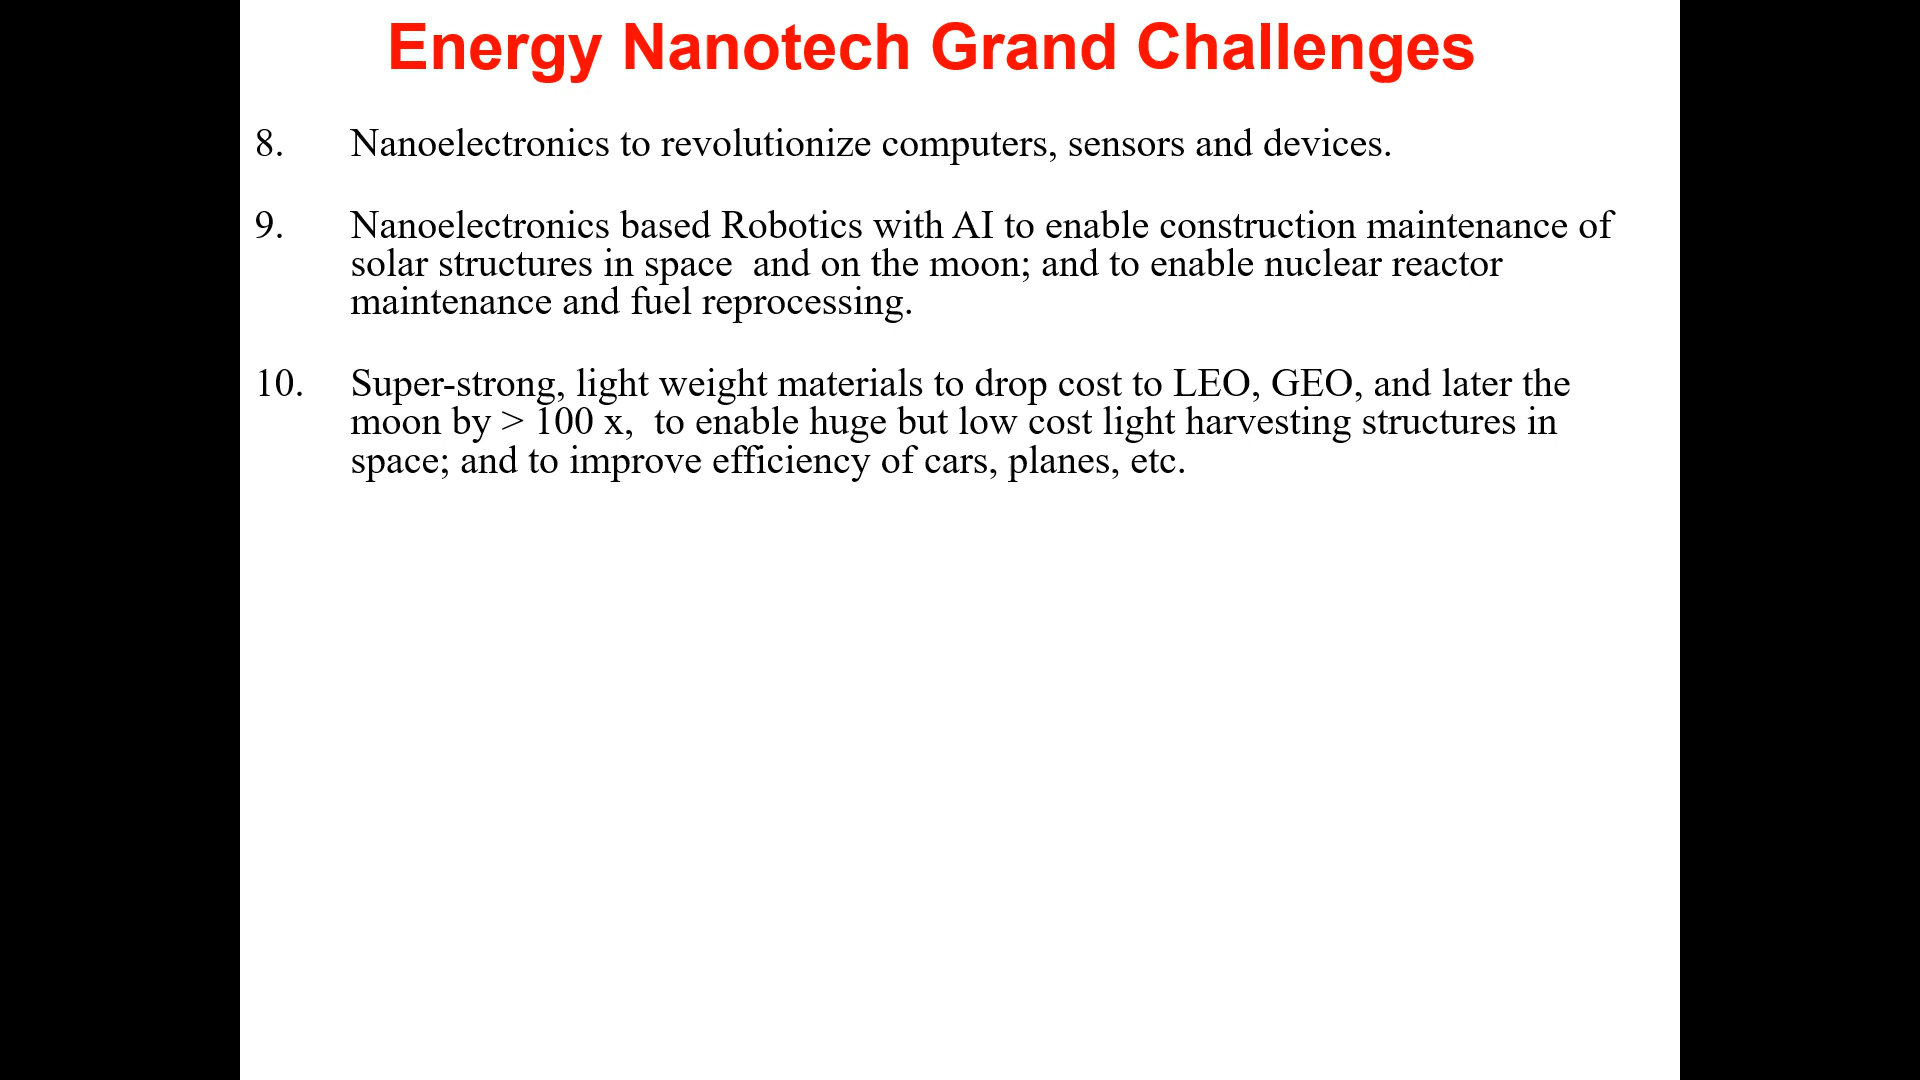 Energy Nanotech Grand Challenges
8. Nanoelectronics to revolutionize computers, sensors and devices.
9. Nanoelectronics based Robotics with AI to enable construction maintenance of
solar structures in space  and on the moon; and to enable nuclear reactor
maintenance and fuel reprocessing.
10. Super-strong, light weight materials to drop cost to LEO, GEO, and later the
moon by > 100 x,  to enable huge but low cost light harvesting structures in
space; and to improve efficiency of cars, planes, etc.